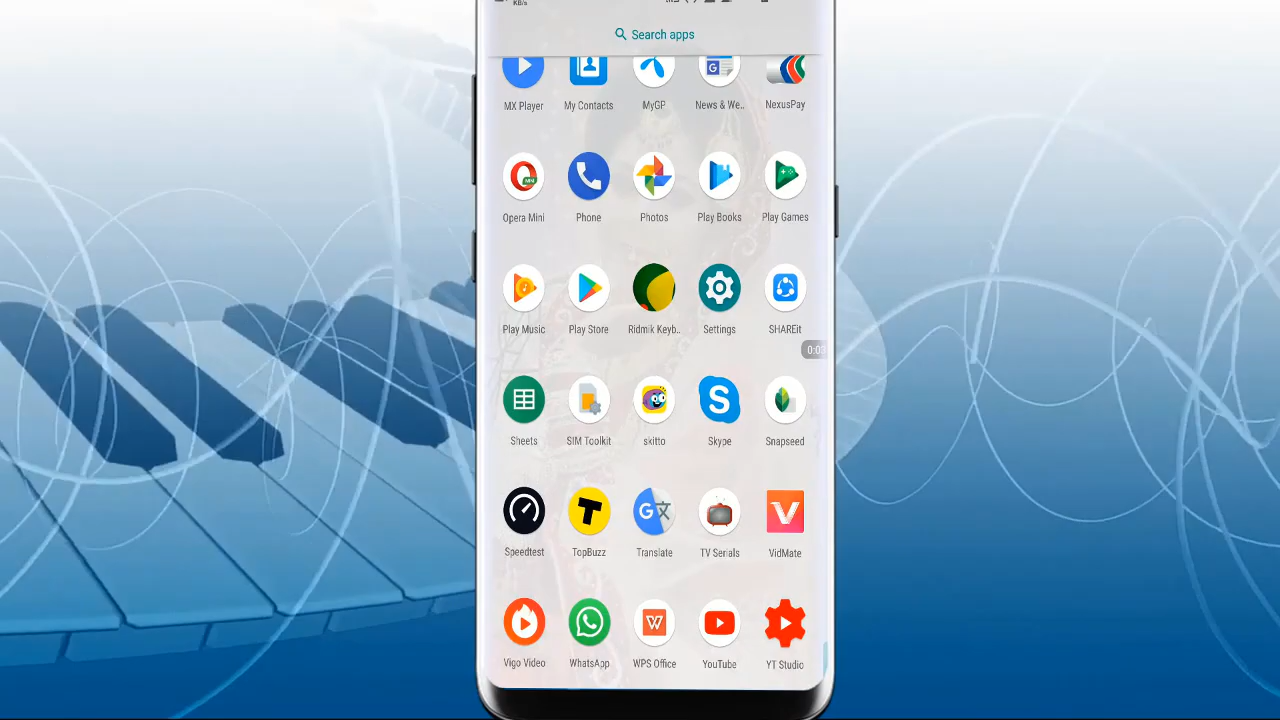 KB/s
Search apps
MX Player My Contacts MyGP News & We.. NexusPay
Opera Mini Phone Photos Play Books Play Games
Play Music Play Store Ridmik Keyb.. Settings SHAREit
0:03
Sheets SIM Toolkit skitto Skype Snapseed
Speedtest TopBuzz Translate TV Serials VidMate
Vigo Video WhatsApp WPS Office YouTube YT Studio